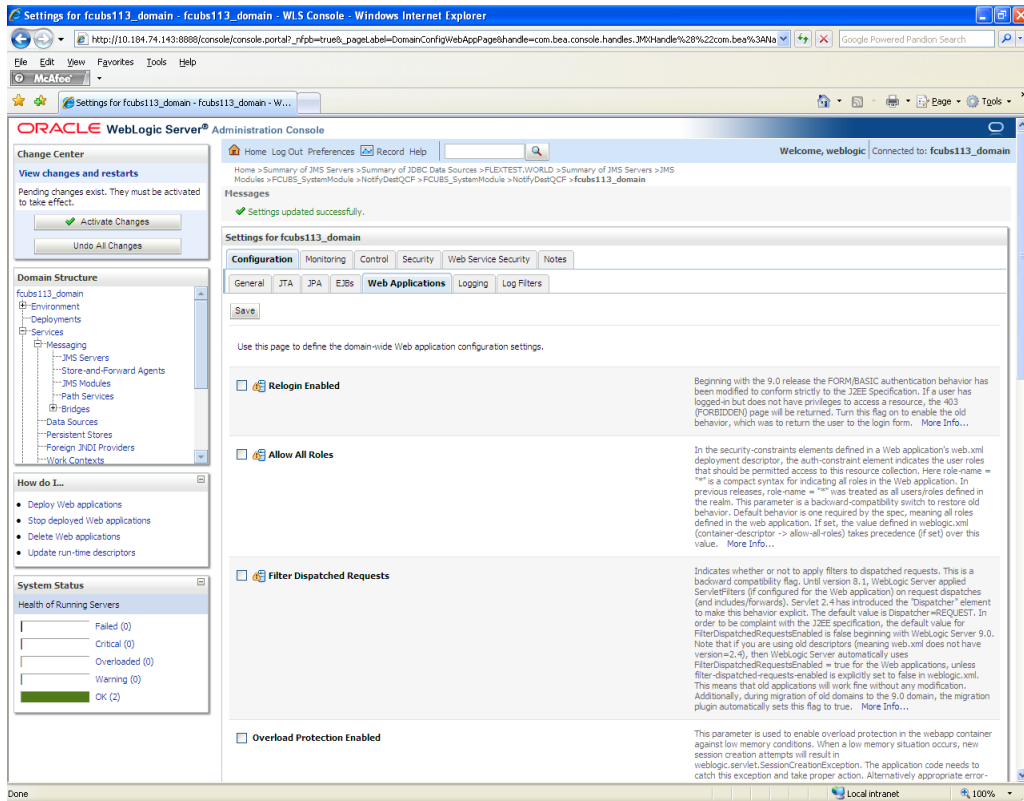 Settings for fcubs113_domain - fcubs113_domain - WLS Console - Windows Internet Explorer
http://10.184.74.143:8888/console/console.portal?_nfpb=true&_pageLabel=DomainConfigWebAppPage&handle=com.bea.console.handles.JMXHandle%28%22com.bea%3ANa
Google Powered Pandion Search
File Edit View Favorites Tools Help
McAfee
Settings for fcubs113_domain - fcubs113_domain - W...
Page Tools
ORACLE WebLogic Server® Administration Console
Change Center
View changes and restarts
Pending changes exist. They must be activated
to take effect.
Activate Changes
Undo All Changes
Domain Structure
fcubs113_domain
Environment
Deployments
Services
Messaging
JMS Servers
Store-and-Forward Agents
JMS Modules
Path Services
Bridges
Data Sources
Persistent Stores
Foreign JNDI Providers
Work Contexts
How do I...
Deploy Web applications
Stop deployed Web applications
Delete Web applications
Update run-time descriptors
System Status
Health of Running Servers
Failed (0)
Critical (0)
Overloaded (0)
Warning (0)
OK (2)
Home Log Out Preferences Record Help
Welcome, weblogic Connected to: fcubs113_domain
Home >Summary of JMS Servers >Summary of JDBC Data Sources >FLEXTEST.WORLD >Summary of JMS Servers >JMS
Modules >FCUBS_SystemModule >NotifyDestQCF >FCUBS_SystemModule >NotifyDestQCF >fcubs113_domain
Messages
Settings updated successfully.
Settings for fcubs113_domain
Configuration Monitoring Control Security Web Service Security Notes
General JTA JPA EJBs Web Applications Logging Log Filters
Save
Use this page to define the domain-wide Web application configuration settings.
Relogin Enabled
Beginning with the 9.0 release the FORM/BASIC authentication behavior has
been modified to conform strictly to the J2EE Specification. If a user has
logged-in but does not have privileges to access a resource, the 403
(FORBIDDEN) page will be returned. Turn this flag on to enable the old
behavior, which was to return the user to the login form. More Info...
Allow All Roles
In the security-constraints elements defined in a Web application's web.xml
deployment descriptor, the auth-constraint element indicates the user roles
that should be permitted access to this resource collection. Here role-name =
"*" is a compact syntax for indicating all roles in the Web application. In
previous releases, role-name = "*" was treated as all users/roles defined in
the realm. This parameter is a backward-compatibility switch to restore old
behavior. Default behavior is one required by the spec, meaning all roles
defined in the web application. If set, the value defined in weblogic.xml
(container-descriptor -> allow-all-roles) takes precedence (if set) over this
value. More Info...
Filter Dispatched Requests
Indicates whether or not to apply filters to dispatched requests. This is a
backward compatibility flag. Until version 8.1, WebLogic Server applied
ServletFilters (if configured for the Web application) on request dispatches
(and includes/forwards). Servlet 2.4 has introduced the "Dispatcher" element
to make this behavior explicit. The default value is Dispatcher=REQUEST. In
order to be complaint with the J2EE specification, the default value for
FilterDispatchedRequestsEnabled is false beginning with WebLogic Server 9.0.
Note that if you are using old descriptors (meaning web.xml does not have
version=2.4), then WebLogic Server automatically uses
FilterDispatchedRequestsEnabled = true for the Web applications, unless
filter-dispatched-requests-enabled is explicitly set to false in weblogic.xml.
This means that old applications will work fine without any modification.
Additionally, during migration of old domains to the 9.0 domain, the migration
plugin automatically sets this flag to true. More Info...
Overload Protection Enabled
This parameter is used to enable overload protection in the webapp container
against low memory conditions. When a low memory situation occurs, new
session creation attempts will result in
weblogic.servlet.SessionCreationException. The application code needs to
catch this exception and take proper action. Alternatively appropriate error-
Done
Local intranet
100%